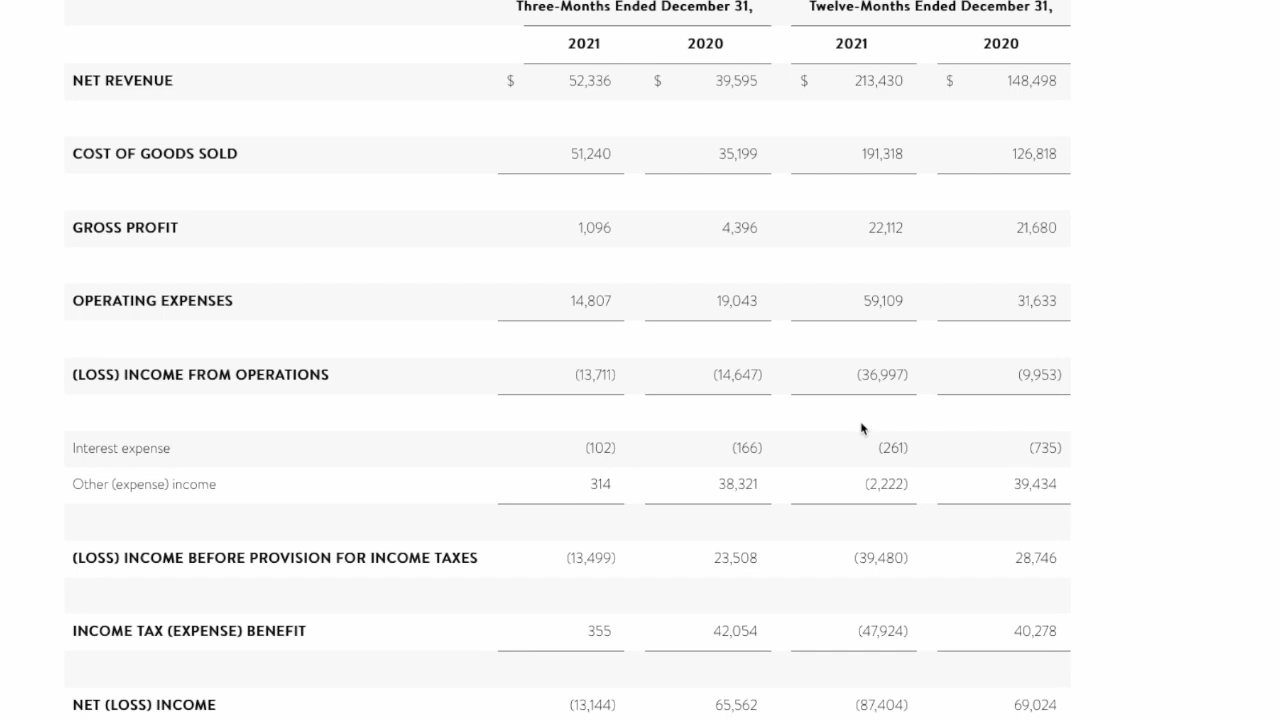 Three-Months Ended December 31, Twelve-Months Ended December 31,
2021 2020 2021 2020
NET REVENUE $ 52,336 $ 39,595 $ 213,430 $ 148,498
COST OF GOODS SOLD 51,240 35,199 191,318 126,818
GROSS PROFIT 1,096 4,396 22,112 21,680
OPERATING EXPENSES 14,807 19,043 59,109 31,633
(LOSS) INCOME FROM OPERATIONS (13,711) (14,647) (36,997) (9,953)
Interest expense (102) (166) (261) (735)
Other (expense) income 314 38,321 (2,222) 39,434
(LOSS) INCOME BEFORE PROVISION FOR INCOME TAXES (13,499) 23,508 (39,480) 28,746
INCOME TAX (EXPENSE) BENEFIT 355 42,054 (47,924) 40,278
NET (LOSS) INCOME (13,144) 65,562 (87,404) 69,024